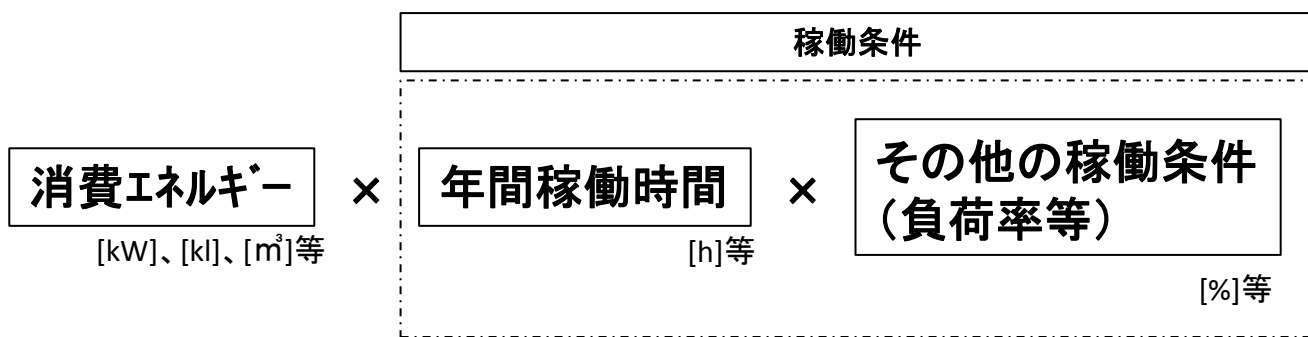 稼働条件
消費エネルギー × 年間稼働時間 × その他の稼働条件
(負荷率等)
[kW]、[kl]、[㎥]等
[h]等
[%]等